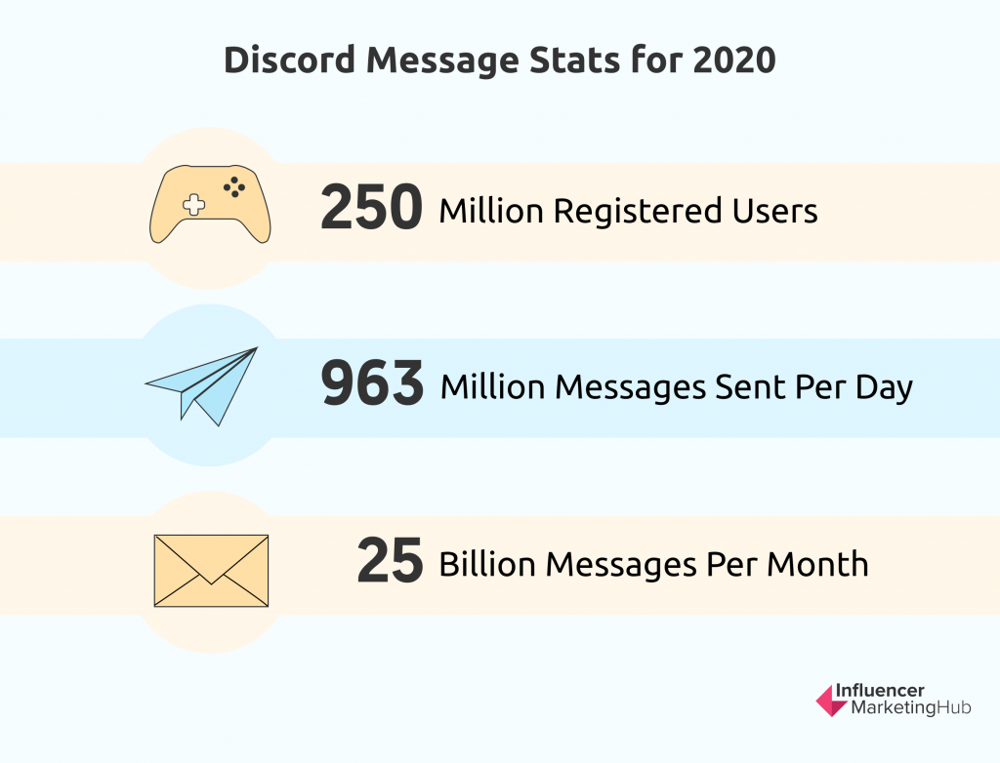 Discord Message Stats for 2020
250 Million Registered Users
963 Million Messages Sent Per Day
25 Billion Messages Per Month
Influencer
MarketingHub